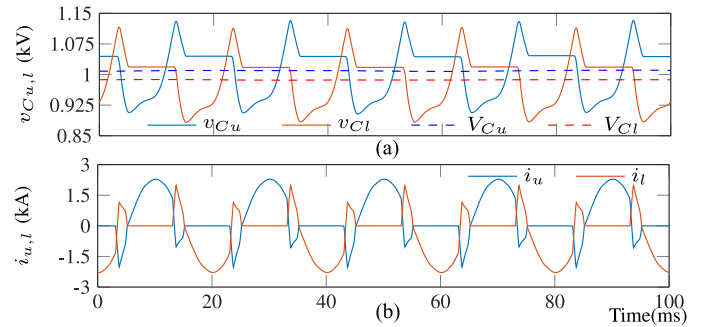 1.15
1.075
1
0.925
0.85
v_{Cu,l} (kV)
v_{Cu} v_{Cl} V_{Cu} V_{Cl}
(a)
3
1.5
0
-1.5
-3
i_{u,l} (kA)
i_u i_l
0 20 40 60 80 100
(b)
Time(ms)